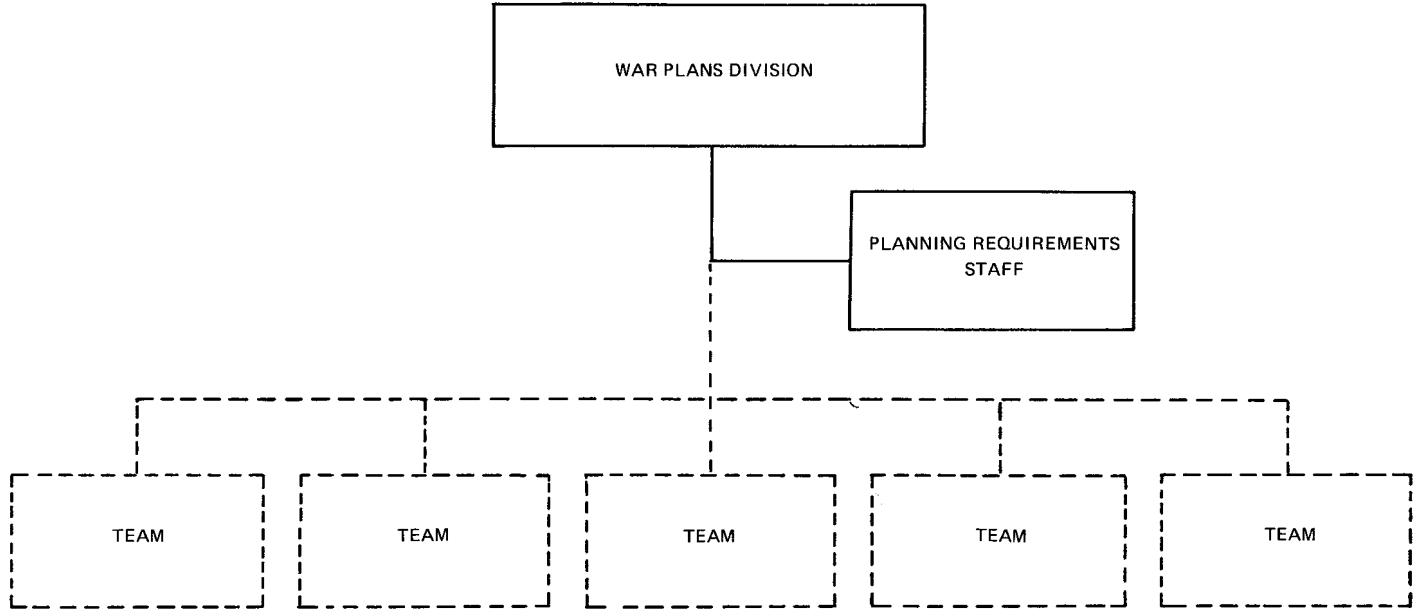 WAR PLANS DIVISION
PLANNING REQUIREMENTS
STAFF
TEAM
TEAM
TEAM
TEAM
TEAM